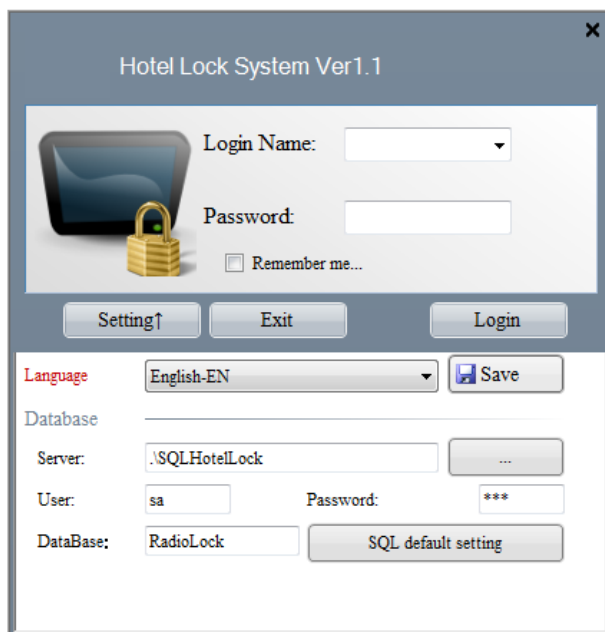 Hotel Lock System Ver1.1
Login Name:
Password:
Remember me...
Setting↑ Exit Login
Language English-EN Save
Database
Server: .\SQLHotelLock ...
User: sa Password: ***
DataBase: RadioLock SQL default setting